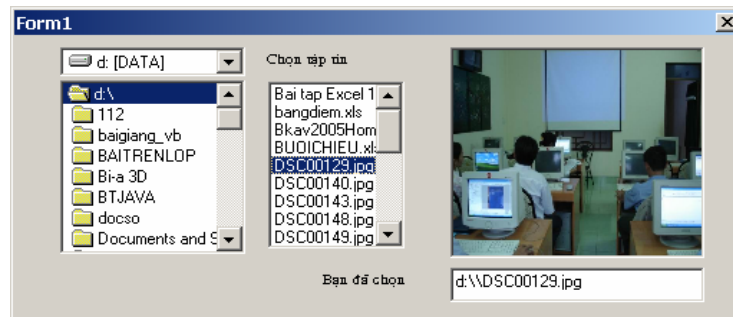 Form1
d: [DATA]
Chọn tập tin
d:\
112
baigiang_vb
BAITRENLOP
Bi-a 3D
BTJAVA
docso
Documents and S
Bai tap Excel 1
bangdiem.xls
Bkav2005Hom
BUOICHIEU.xl
DSC00129.jpg
DSC00140.jpg
DSC00143.jpg
DSC00148.jpg
DSC00149.jpg
Bạn đã chọn
d:\\DSC00129.jpg